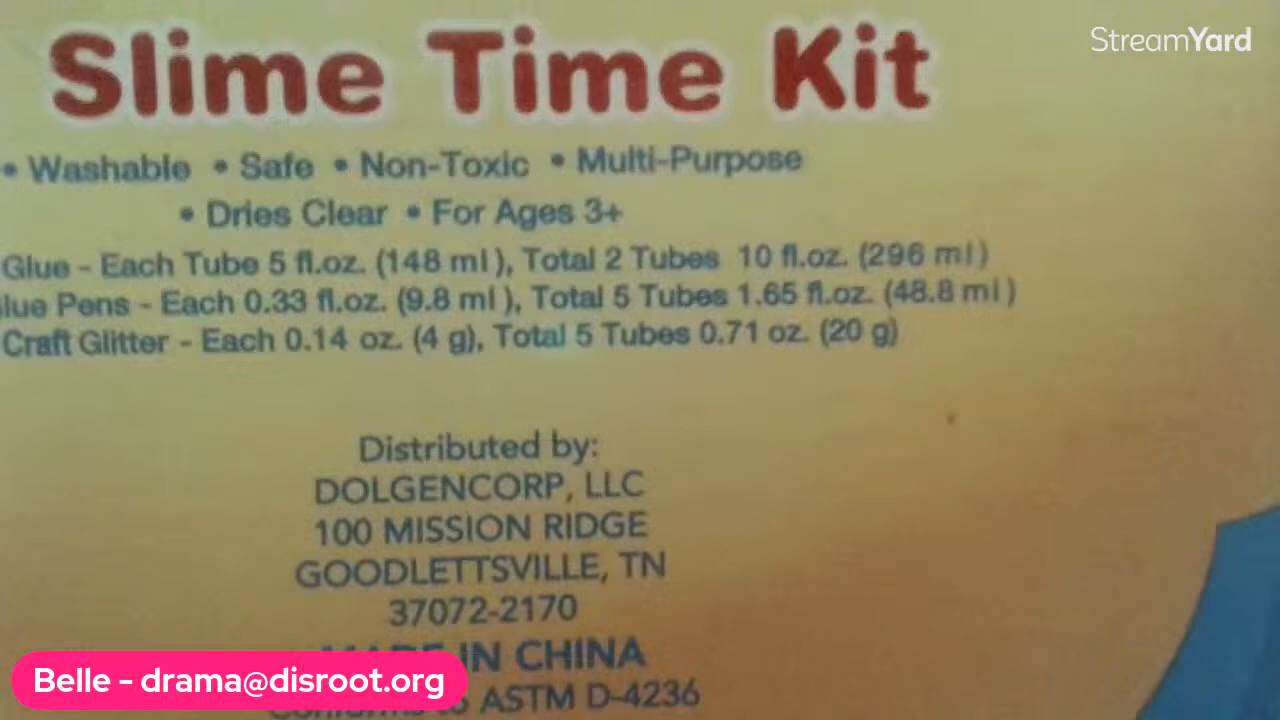 Slime Time Kit
StreamYard
• Washable • Safe • Non-Toxic • Multi-Purpose
• Dries Clear • For Ages 3+
Glue - Each Tube 5 fl.oz. (148 ml), Total 2 Tubes 10 fl.oz. (296 ml)
Pens - Each 0.33 fl.oz. (9.8 ml), Total 5 Tubes 1.65 fl.oz. (48.8 ml)
Craft Glitter - Each 0.14 oz. (4 g), Total 5 Tubes 0.71 oz. (20 g)
Distributed by:
DOLGENCORP, LLC
100 MISSION RIDGE
GOODLETTSVILLE, TN
37072-2170
IN CHINA
ASTM D-4236
Belle - drama@disroot.org